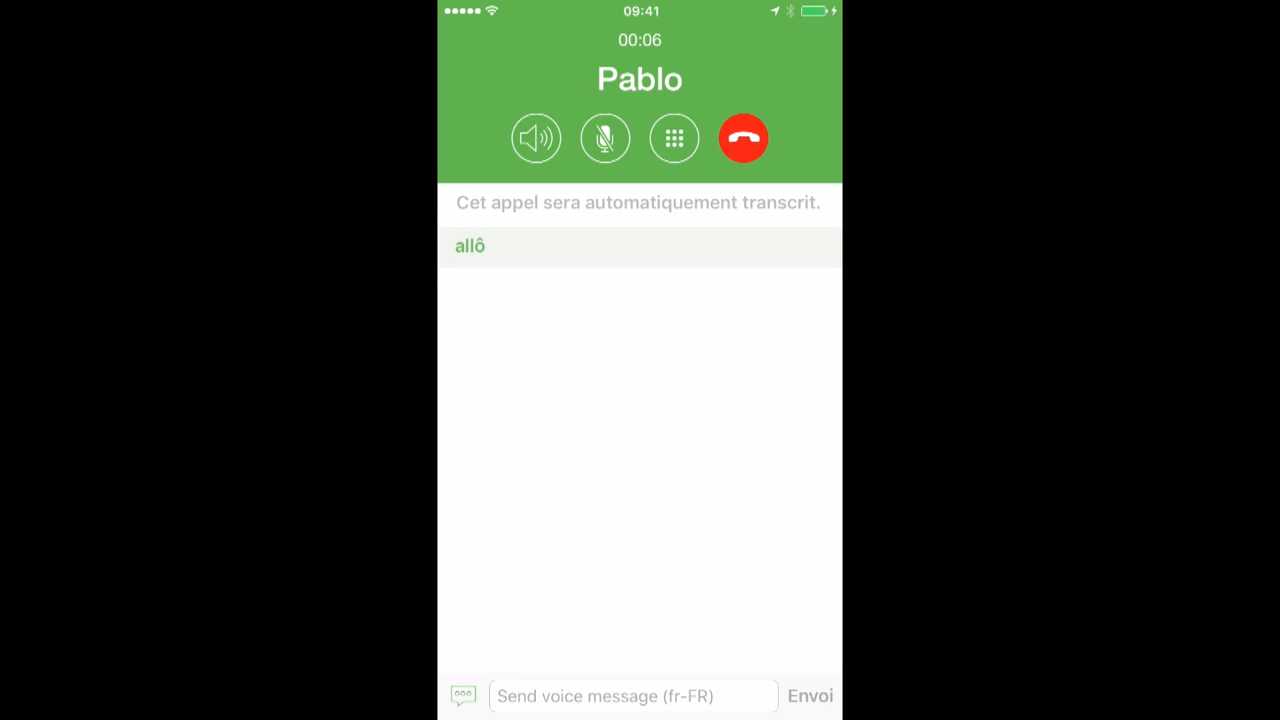 09:41
00:06
Pablo
Cet appel sera automatiquement transcrit.
allô
Send voice message (fr-FR) Envoi